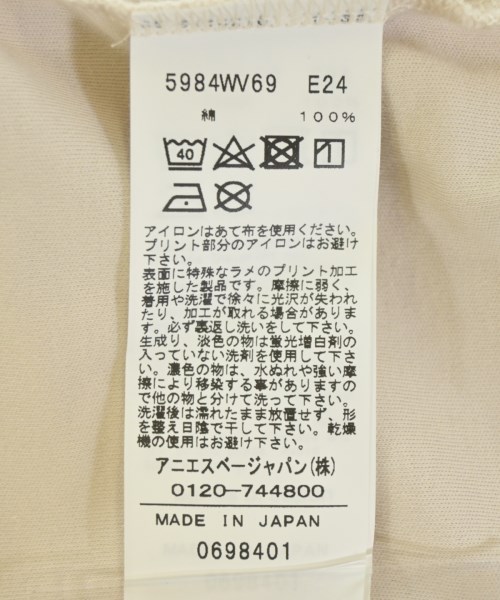 5984WV69 E24
綿 100%
40
アイロンはあて布を使用ください。
プリント部分のアイロンはお避け
下さい。
表面に特殊なラメのプリント加工
を施した製品です。摩擦に弱く、
着用や洗濯で徐々に光沢が失われ
たり、加工が取れる場合がありま
す。必ず裏返し洗いをして下さい。
生成り、淡色の物は蛍光増白剤の
入っていない洗剤を使用して下さ
い。濃色の物は、水ぬれや強い摩
擦により移染する事がありますの
で他の物と分けて洗って下さい。
洗濯後は濡れたまま放置せず、形
を整え日陰で干して下さい。乾燥
機の使用はお避け下さい。
アニエスベージャパン(株)
0120-744800
MADE IN JAPAN
0698401